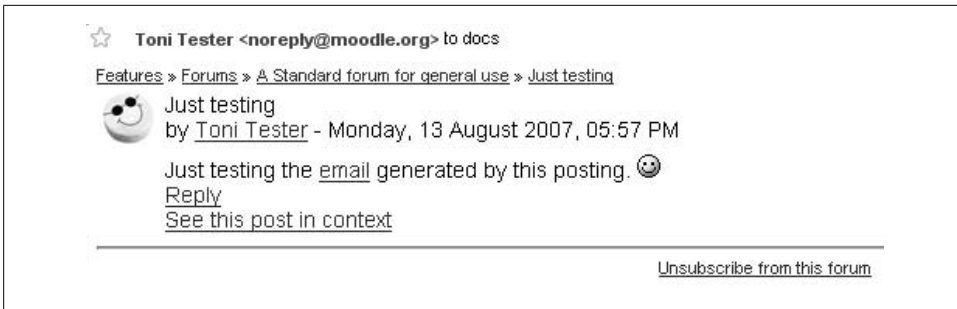 Toni Tester <noreply@moodle.org> to docs
Features » Forums » A Standard forum for general use » Just testing
Just testing
by Toni Tester - Monday, 13 August 2007, 05:57 PM
Just testing the email generated by this posting.
Reply
See this post in context
Unsubscribe from this forum